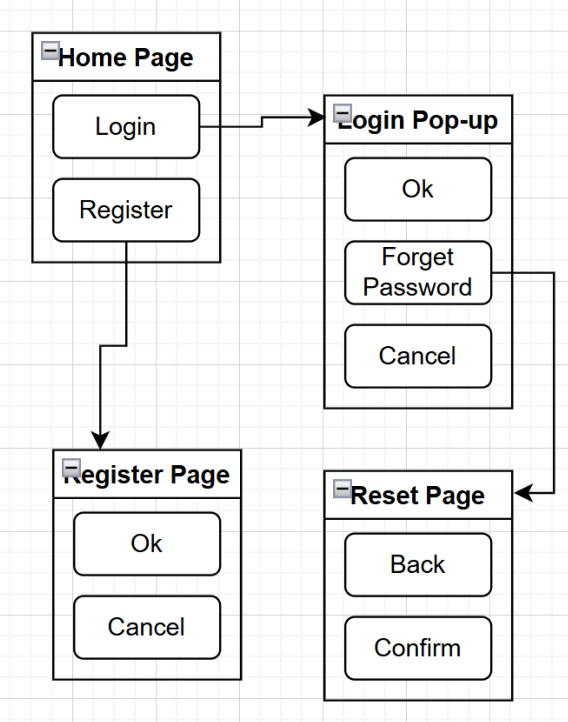 Home Page
Login
Register
Login Pop-up
Ok
Forget
Password
Cancel
Register Page
Ok
Cancel
Reset Page
Back
Confirm